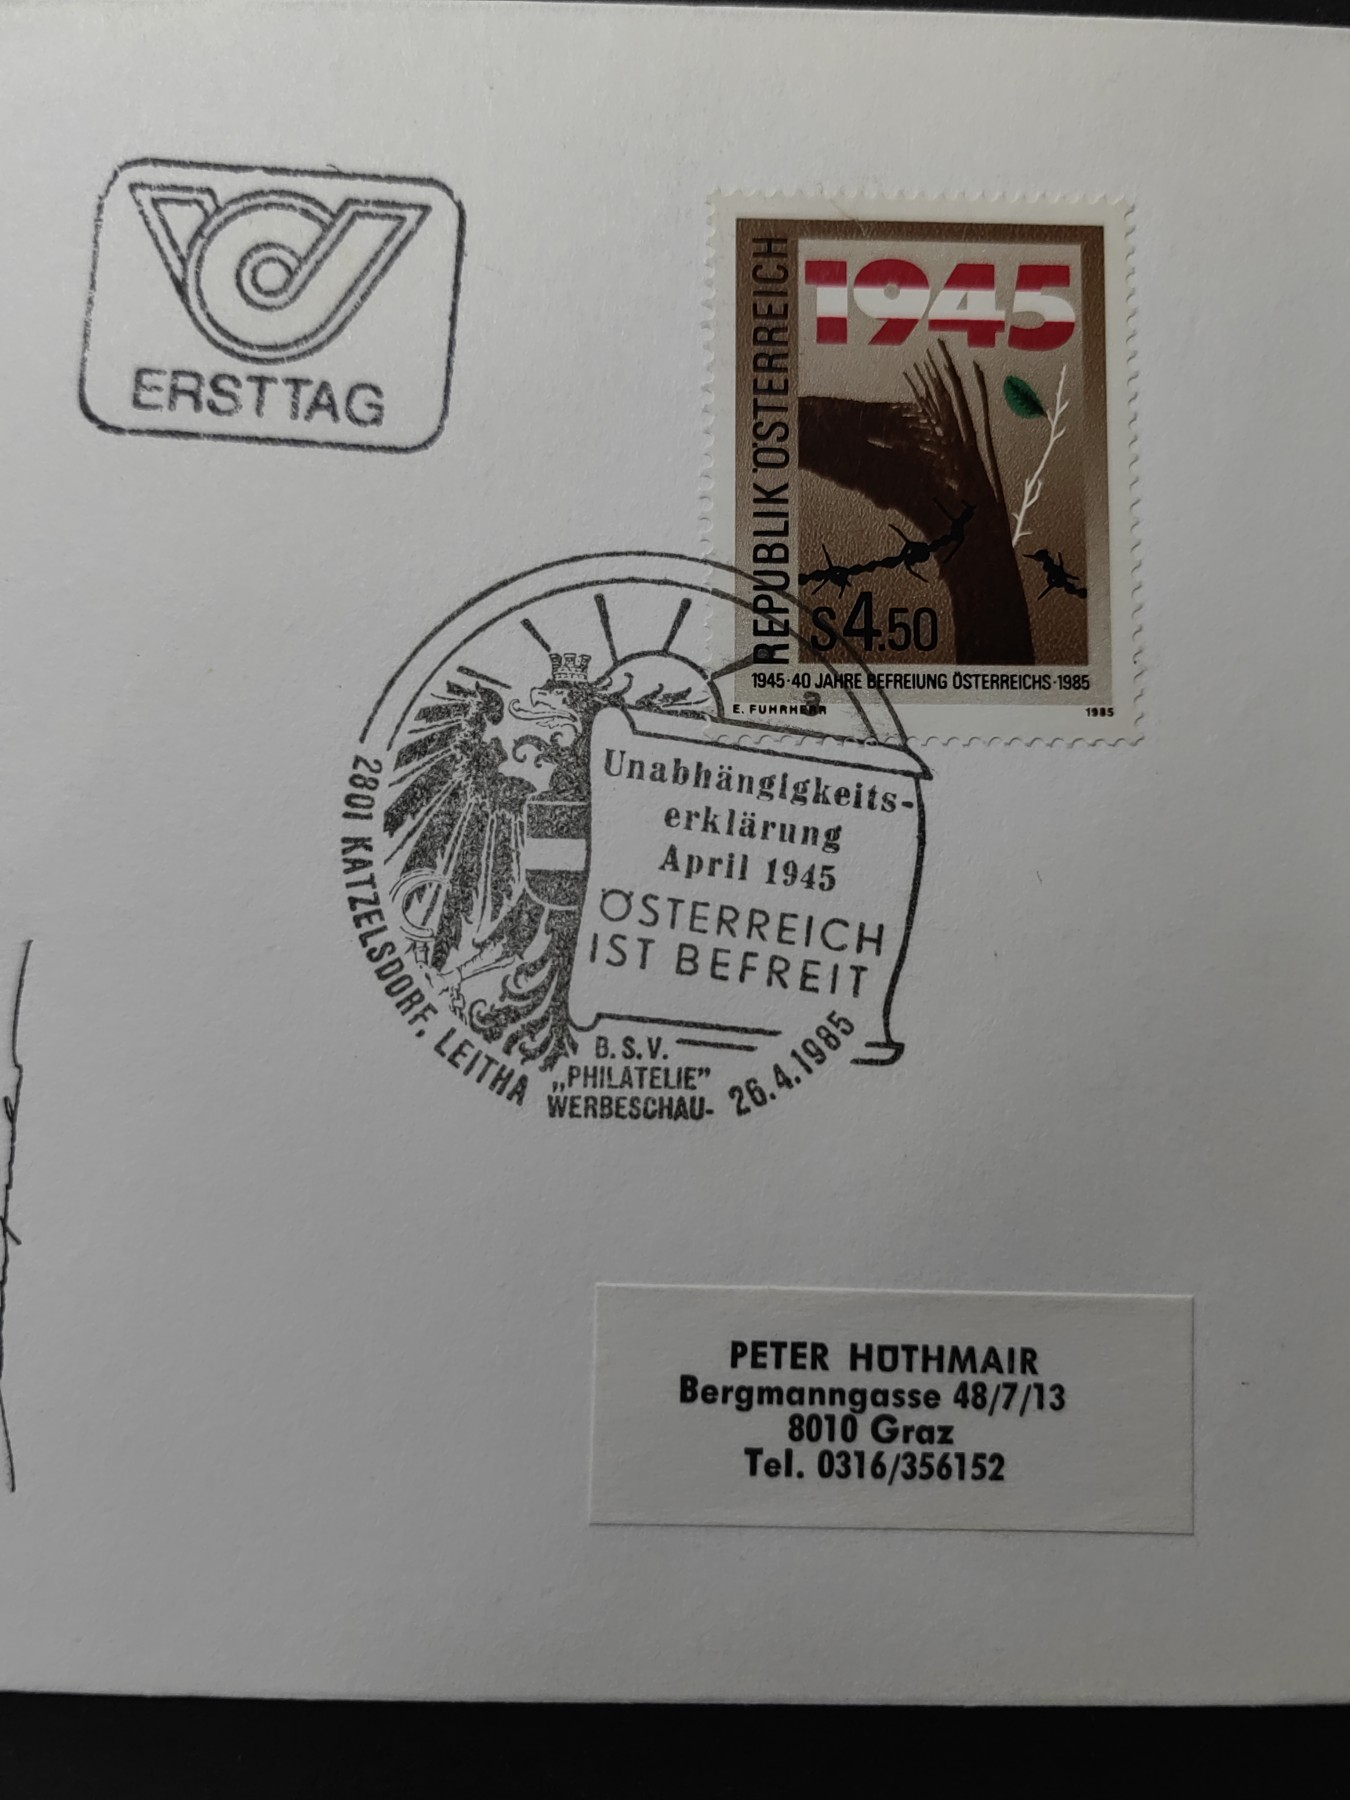 ERSTTAG
REPUBLIK ÖSTERREICH
1945
S4.50
1945·40 JAHRE BEFREIUNG ÖSTERREICHS·1985
E. FUHRHERR
1985
Unabhängigkeits-
erklärung
April 1945
ÖSTERREICH
IST BEFREIT
2801 KATZELSDORF, LEITHA
B.S.V.
„PHILATELIE”
WERBESCHAU-
26.4.1985
PETER HÜTHMAIR
Bergmanngasse 48/7/13
8010 Graz
Tel. 0316/356152